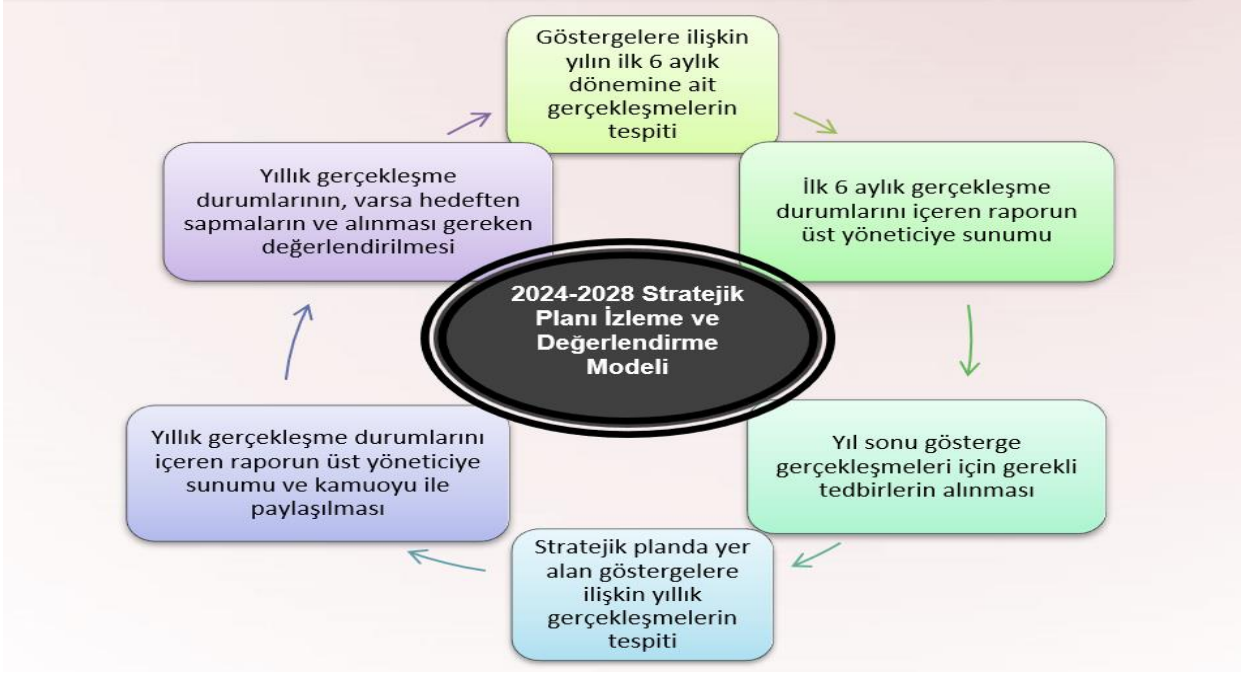 Göstergelere ilişkin
yılın ilk 6 aylık
dönemine ait
gerçekleşmelerin
tespiti
İlk 6 aylık gerçekleşme
durumlarını içeren raporun
üst yöneticiye sunumu
Yıl sonu gösterge
gerçekleşmeleri için gerekli
tedbirlerin alınması
Stratejik planda yer
alan göstergelere
ilişkin yıllık
gerçekleşmelerin
tespiti
Yıllık gerçekleşme durumlarını
içeren raporun üst yöneticiye
sunumu ve kamuoyu ile
paylaşılması
Yıllık gerçekleşme
durumlarının, varsa hedeften
sapmaların ve alınması gereken
değerlendirilmesi
2024-2028 Stratejik
Planı İzleme ve
Değerlendirme
Modeli